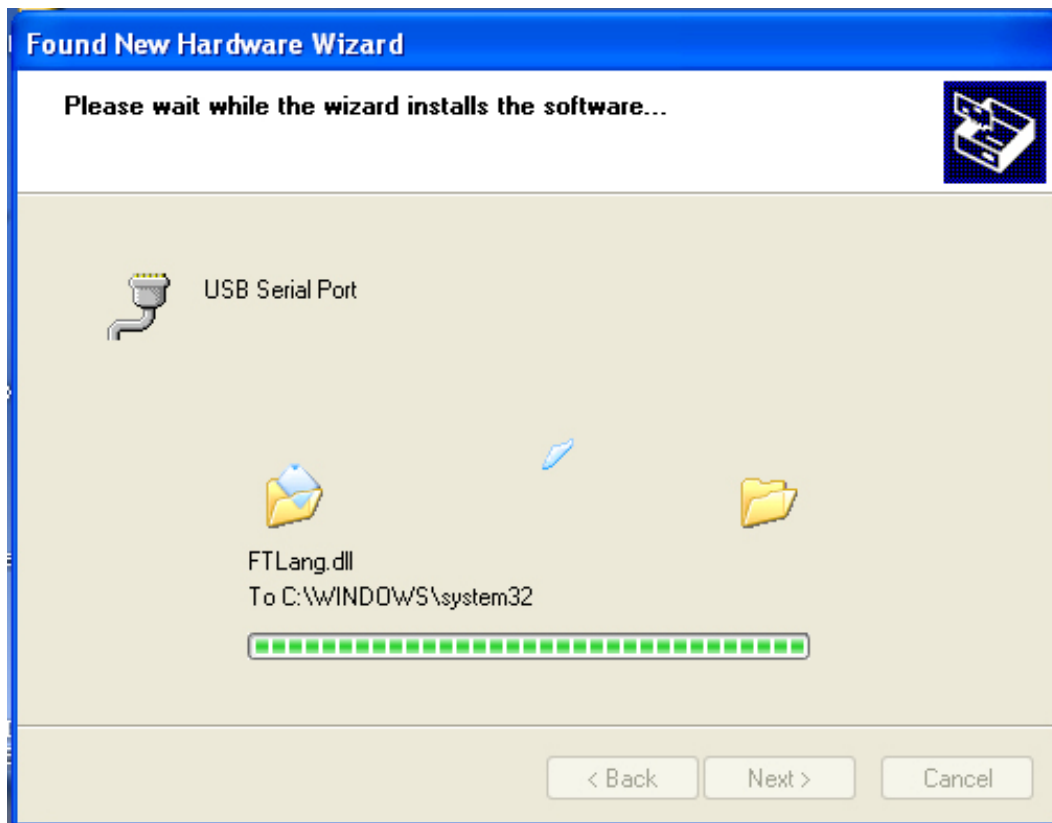 Found New Hardware Wizard
Please wait while the wizard installs the software...
USB Serial Port
FTLang.dll
To C:\WINDOWS\system32
< Back
Next >
Cancel